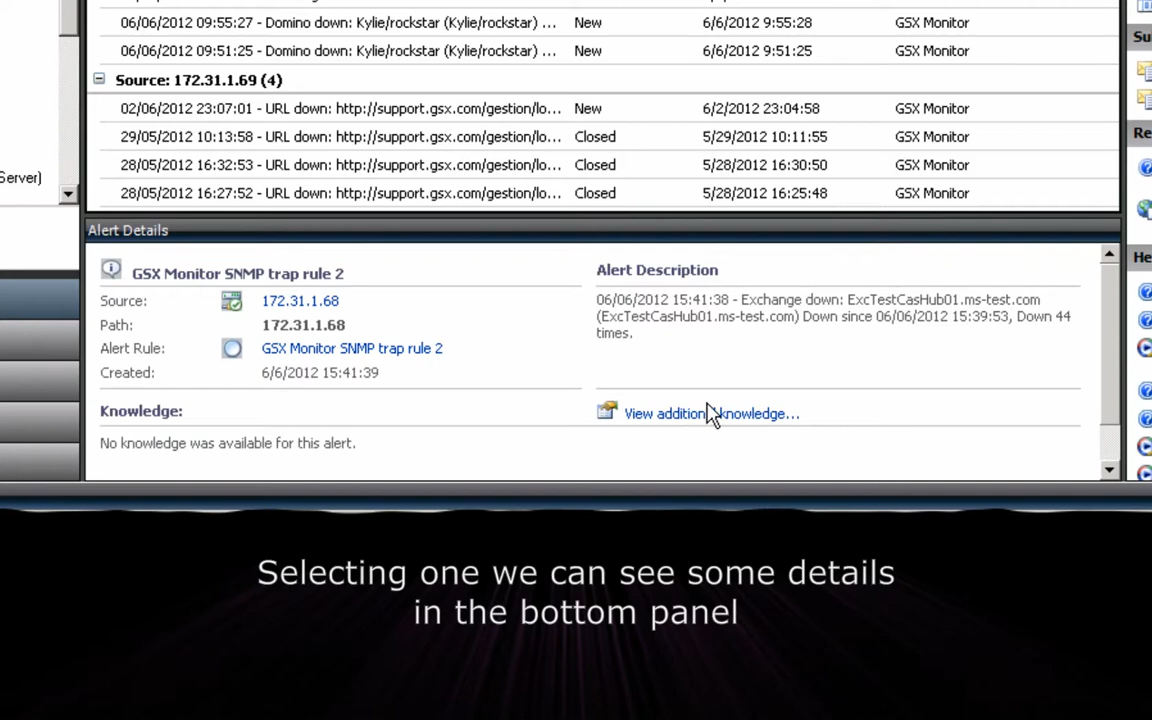 06/06/2012 09:55:27 - Domino down: Kylie/rockstar (Kylie/rockstar) ... New 6/6/2012 9:55:28 GSX Monitor
06/06/2012 09:51:25 - Domino down: Kylie/rockstar (Kylie/rockstar) ... New 6/6/2012 9:51:25 GSX Monitor
Su
Source: 172.31.1.69 (4)
02/06/2012 23:07:01 - URL down: http://support.gsx.com/gestion/lo... New 6/2/2012 23:04:58 GSX Monitor
29/05/2012 10:13:58 - URL down: http://support.gsx.com/gestion/lo... Closed 5/29/2012 10:11:55 GSX Monitor
Re
28/05/2012 16:32:53 - URL down: http://support.gsx.com/gestion/lo... Closed 5/28/2012 16:30:50 GSX Monitor
Server)
28/05/2012 16:27:52 - URL down: http://support.gsx.com/gestion/lo... Closed 5/28/2012 16:25:48 GSX Monitor
Alert Details
He
GSX Monitor SNMP trap rule 2
Source: 172.31.1.68
Path: 172.31.1.68
Alert Rule: GSX Monitor SNMP trap rule 2
Created: 6/6/2012 15:41:39
Alert Description
06/06/2012 15:41:38 - Exchange down: ExcTestCasHub01.ms-test.com
(ExcTestCasHub01.ms-test.com) Down since 06/06/2012 15:39:53, Down 44
times.
Knowledge:
View additional knowledge...
No knowledge was available for this alert.
Selecting one we can see some details
in the bottom panel